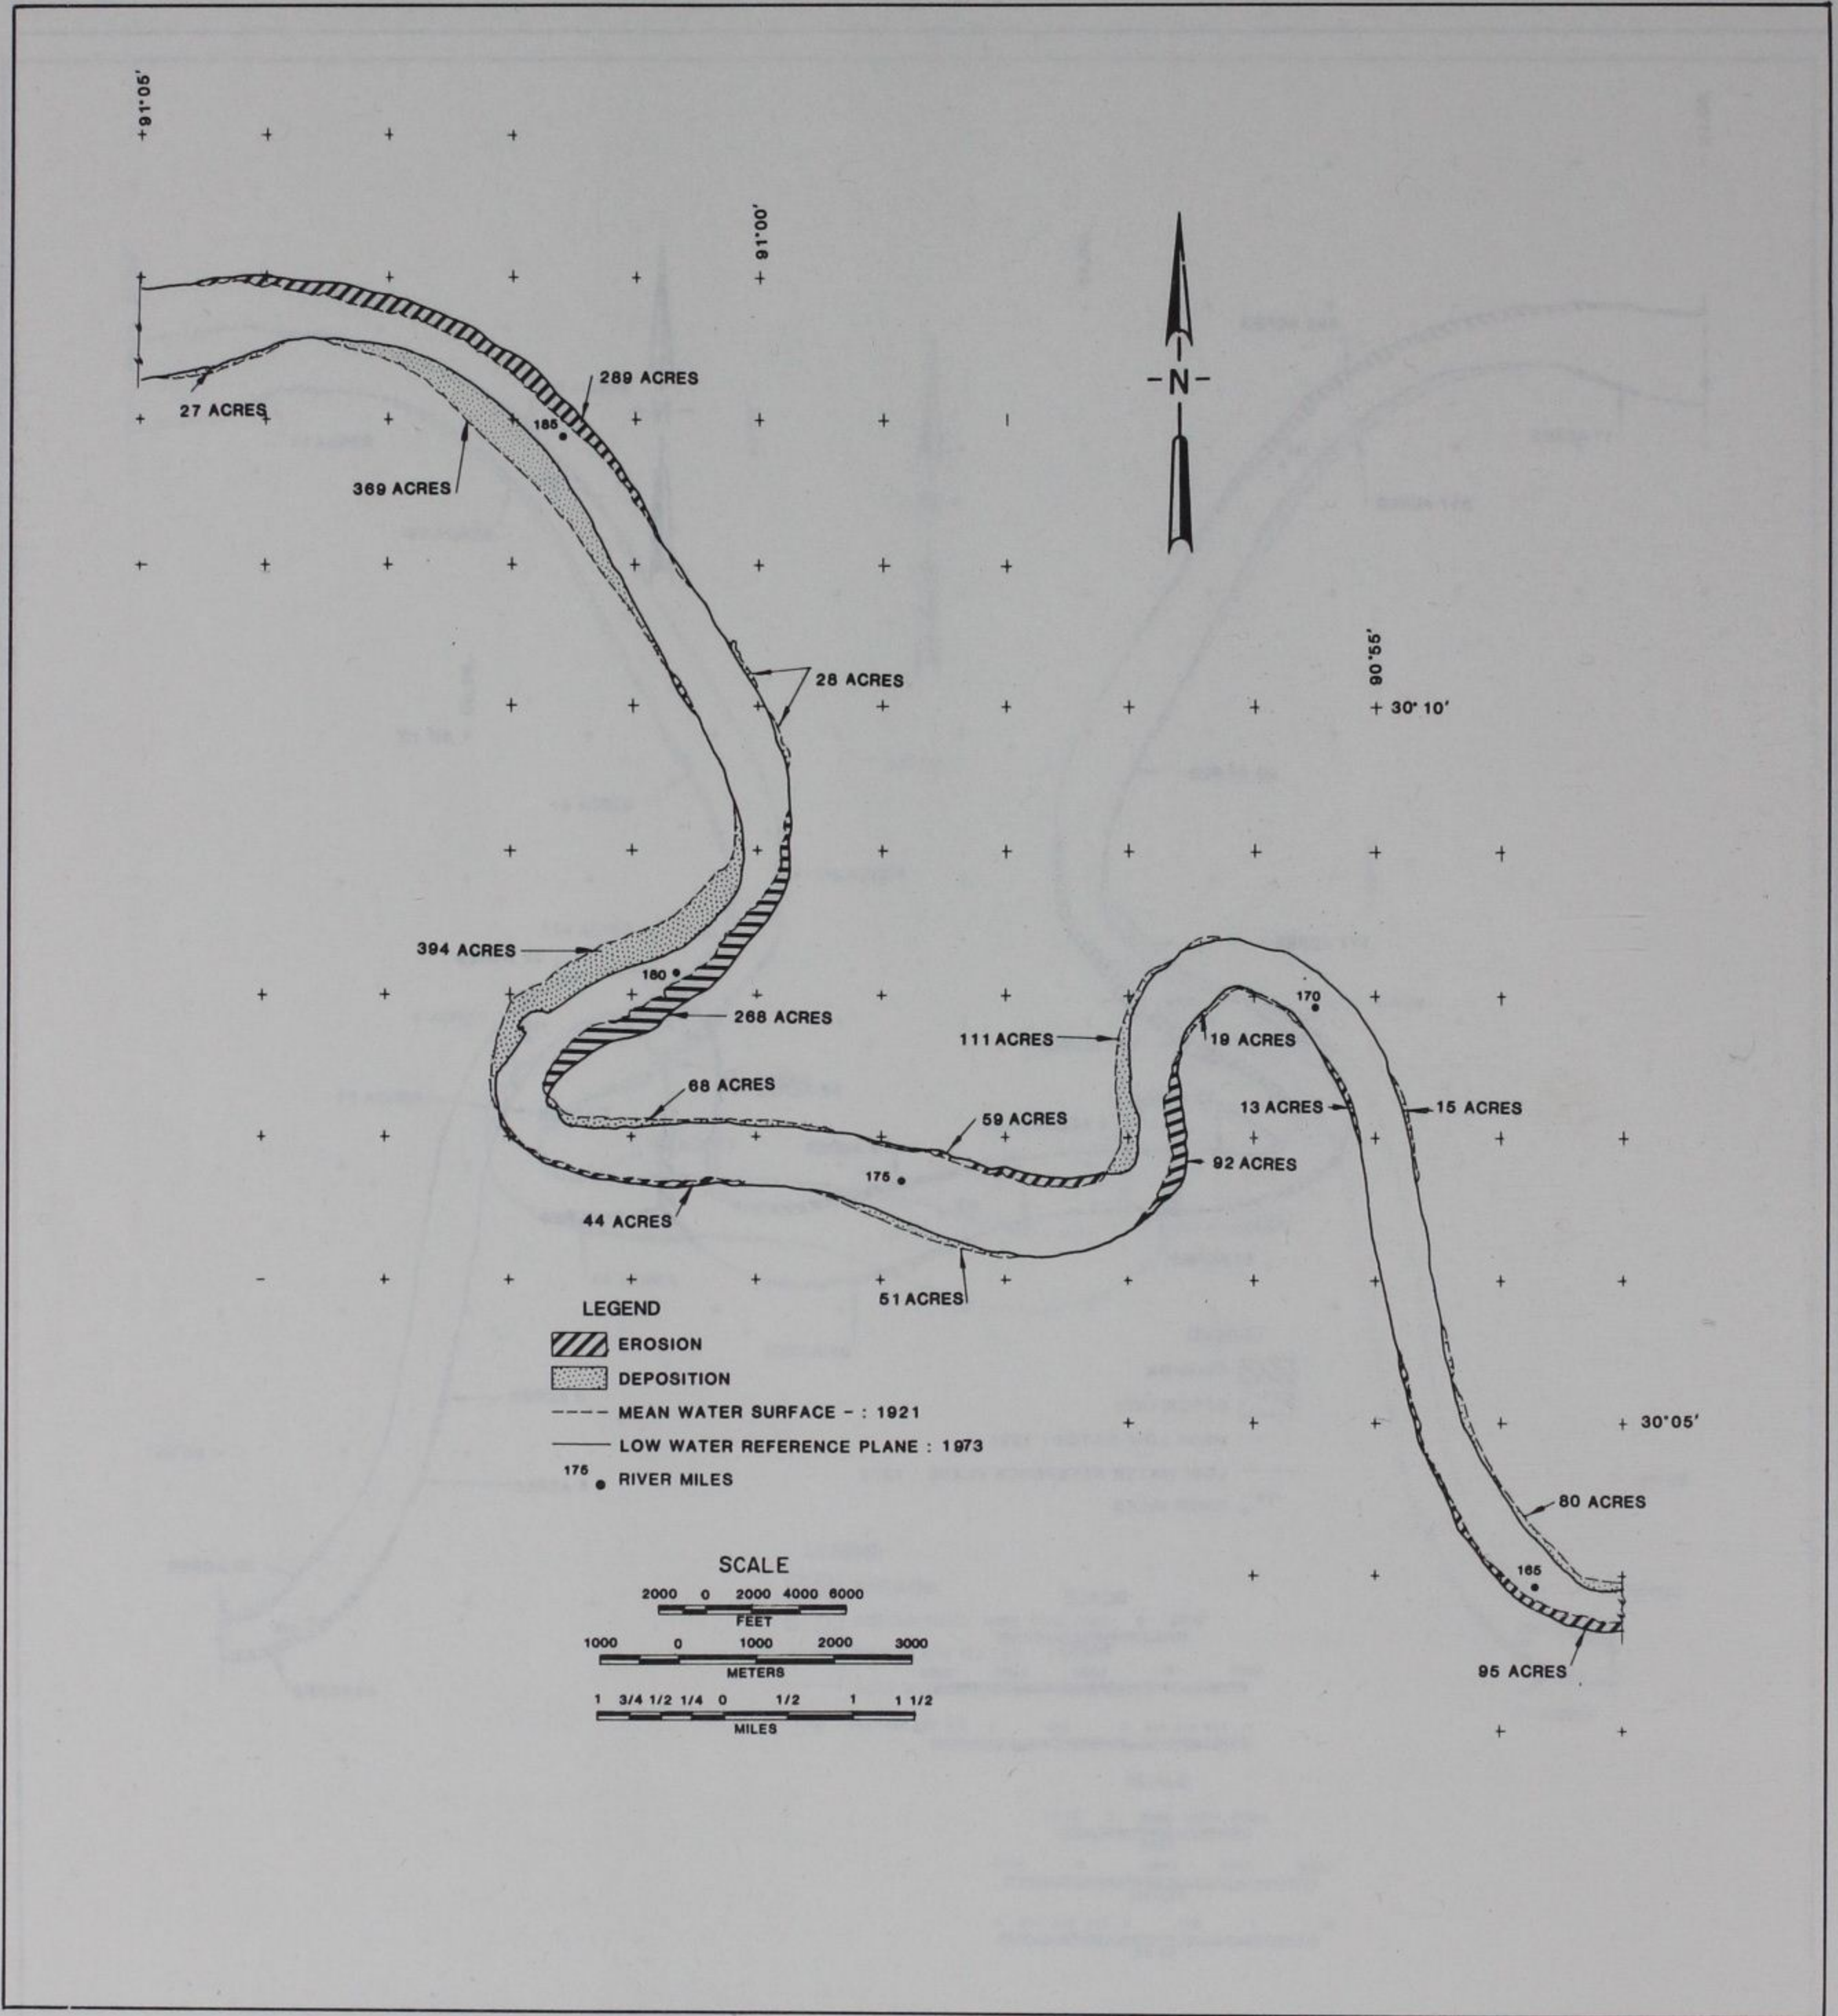 91°05'
91°00'
289 ACRES
-N-
27 ACRES
185
369 ACRES
90°55'
28 ACRES
30° 10'
394 ACRES
180
170
268 ACRES
111 ACRES
19 ACRES
68 ACRES
13 ACRES
15 ACRES
59 ACRES
92 ACRES
175
44 ACRES
51 ACRES
LEGEND
EROSION
DEPOSITION
MEAN WATER SURFACE - : 1921
LOW WATER REFERENCE PLANE : 1973
175 RIVER MILES
30°05'
80 ACRES
165
95 ACRES
SCALE
2000 0 2000 4000 6000
FEET
1000 0 1000 2000 3000
METERS
1 3/4 1/2 1/4 0 1/2 1 1 1/2
MILES